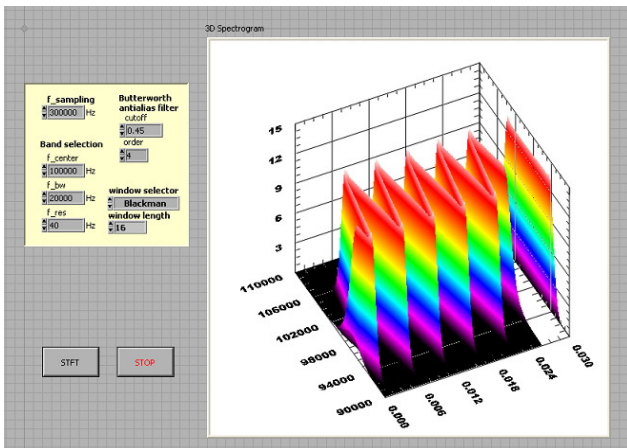 3D Spectrogram
f_sampling
300000 Hz
Butterworth
antialias filter
cutoff
0.45
order
4
Band selection
f_center
100000 Hz
f_bw
20000 Hz
f_res
40 Hz
window selector
Blackman
window length
16
STFT
STOP
15
12
9
6
3
110000
106000
102000
98000
94000
90000
0.000
0.006
0.012
0.018
0.024
0.030